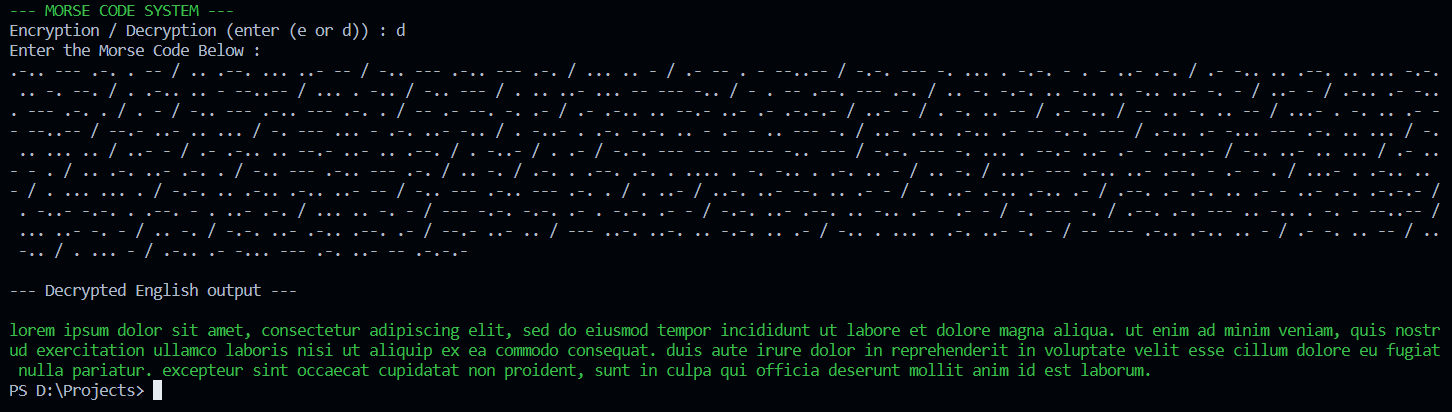 --- MORSE CODE SYSTEM ---
Encryption / Decryption (enter (e or d)) : d
Enter the Morse Code Below :
.-.. --- .-. . -- / .. .--. ... ..- -- / -.. --- .-.. --- .-. / ... .. - / .- -- . - --..-- / -.-. --- -. ... . -.-. - . - ..- .-. / .- -.. .. .--. .. ... -.-.
 .. -. --. / . .-.. .. - --..-- / ... . -.. / -.. --- / . .. ..- ... -- --- -.. / - . -- .--. --- .-. / .. -. -.-. .. -.. .. -.. ..- -. - / ..- - / .-.. .- -..
. --- .-. . / . - / -.. --- .-.. --- .-. . / -- .- --. -. .- / .- .-.. .. --.- ..- .- .-.-.- / ..- - / . -. .. -- / .- -.. / -- .. -. .. -- / ...- . -. .. .- -
- --..-- / --.- ..- .. ... / -. --- ... - .-. ..- -.. / . -..- . .-. -.-. .. - .- - .. --- -. / ..- .-.. .-.. .- -- -.-. --- / .-.. .- -... --- .-. .. ... / -.
 .. ... .. / ..- - / .- .-.. .. --.- ..- .. .--. / . -..- / . .- / -.-. --- -- -- --- -.. --- / -.-. --- -. ... . --.- ..- .- - .-.-.- / -.. ..- .. ... / .- ..
- - . / .. .-. ..- .-. . / -.. --- .-.. --- .-. / .. -. / .-. . .--. .-. . .... . -. -.. . .-. .. - / .. -. / ...- --- .-.. ..- .--. - .- - . / ...- . .-.. ..
- / . ... ... . / -.-. .. .-.. .-.. ..- -- / -.. --- .-.. --- .-. . / . ..- / ..-. ..- --. .. .- - / -. ..- .-.. .-.. .- / .--. .- .-. .. .- - ..- .-. .-.-.- /
. -..- -.-. . .--. - . ..- .-. / ... .. -. - / --- -.-. -.-. .- . -.-. .- - / -.-. ..- .--. .. -.. .- - .- - / -. --- -. / .--. .-. --- .. -.. . -. - --..-- /
... ..- -. - / .. -. / -.-. ..- .-.. .--. .- / --.- ..- .. / --- ..-. ..-. .. -.-. .. .- / -.. . ... . .-. ..- -. - / -- --- .-.. .-.. .. - / .- -. .. -- / ..
 -.. / . ... - / .-.. .- -... --- .-. ..- -- .-.-.-
--- Decrypted English output ---
lorem ipsum dolor sit amet, consectetur adipiscing elit, sed do eiusmod tempor incididunt ut labore et dolore magna aliqua. ut enim ad minim veniam, quis nostr
ud exercitation ullamco laboris nisi ut aliquip ex ea commodo consequat. duis aute irure dolor in reprehenderit in voluptate velit esse cillum dolore eu fugiat
 nulla pariatur. excepteur sint occaecat cupidatat non proident, sunt in culpa qui officia deserunt mollit anim id est laborum.
PS D:\Projects>